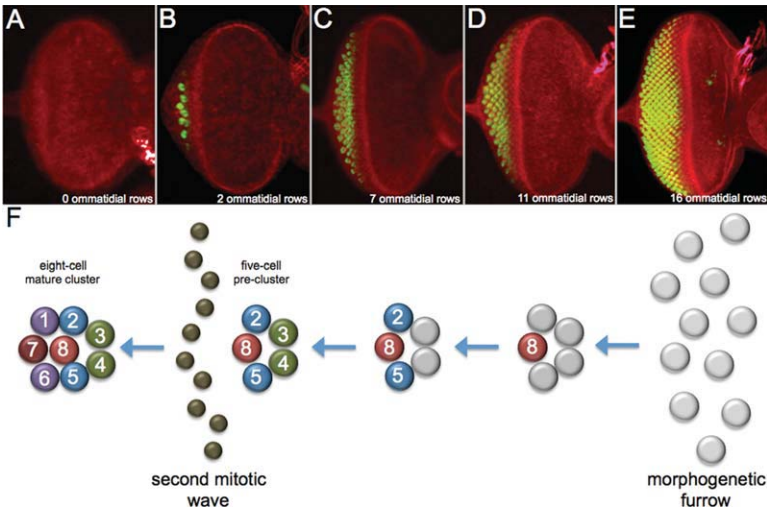 A
B
C
D
E
0 ommatidial rows
2 ommatidial rows
7 ommatidial rows
11 ommatidial rows
16 ommatidial rows
F
eight-cell
mature cluster
five-cell
pre-cluster
1
2
3
7
8
4
6
5
2
3
8
4
5
2
8
5
8
second mitotic
wave
morphogenetic
furrow